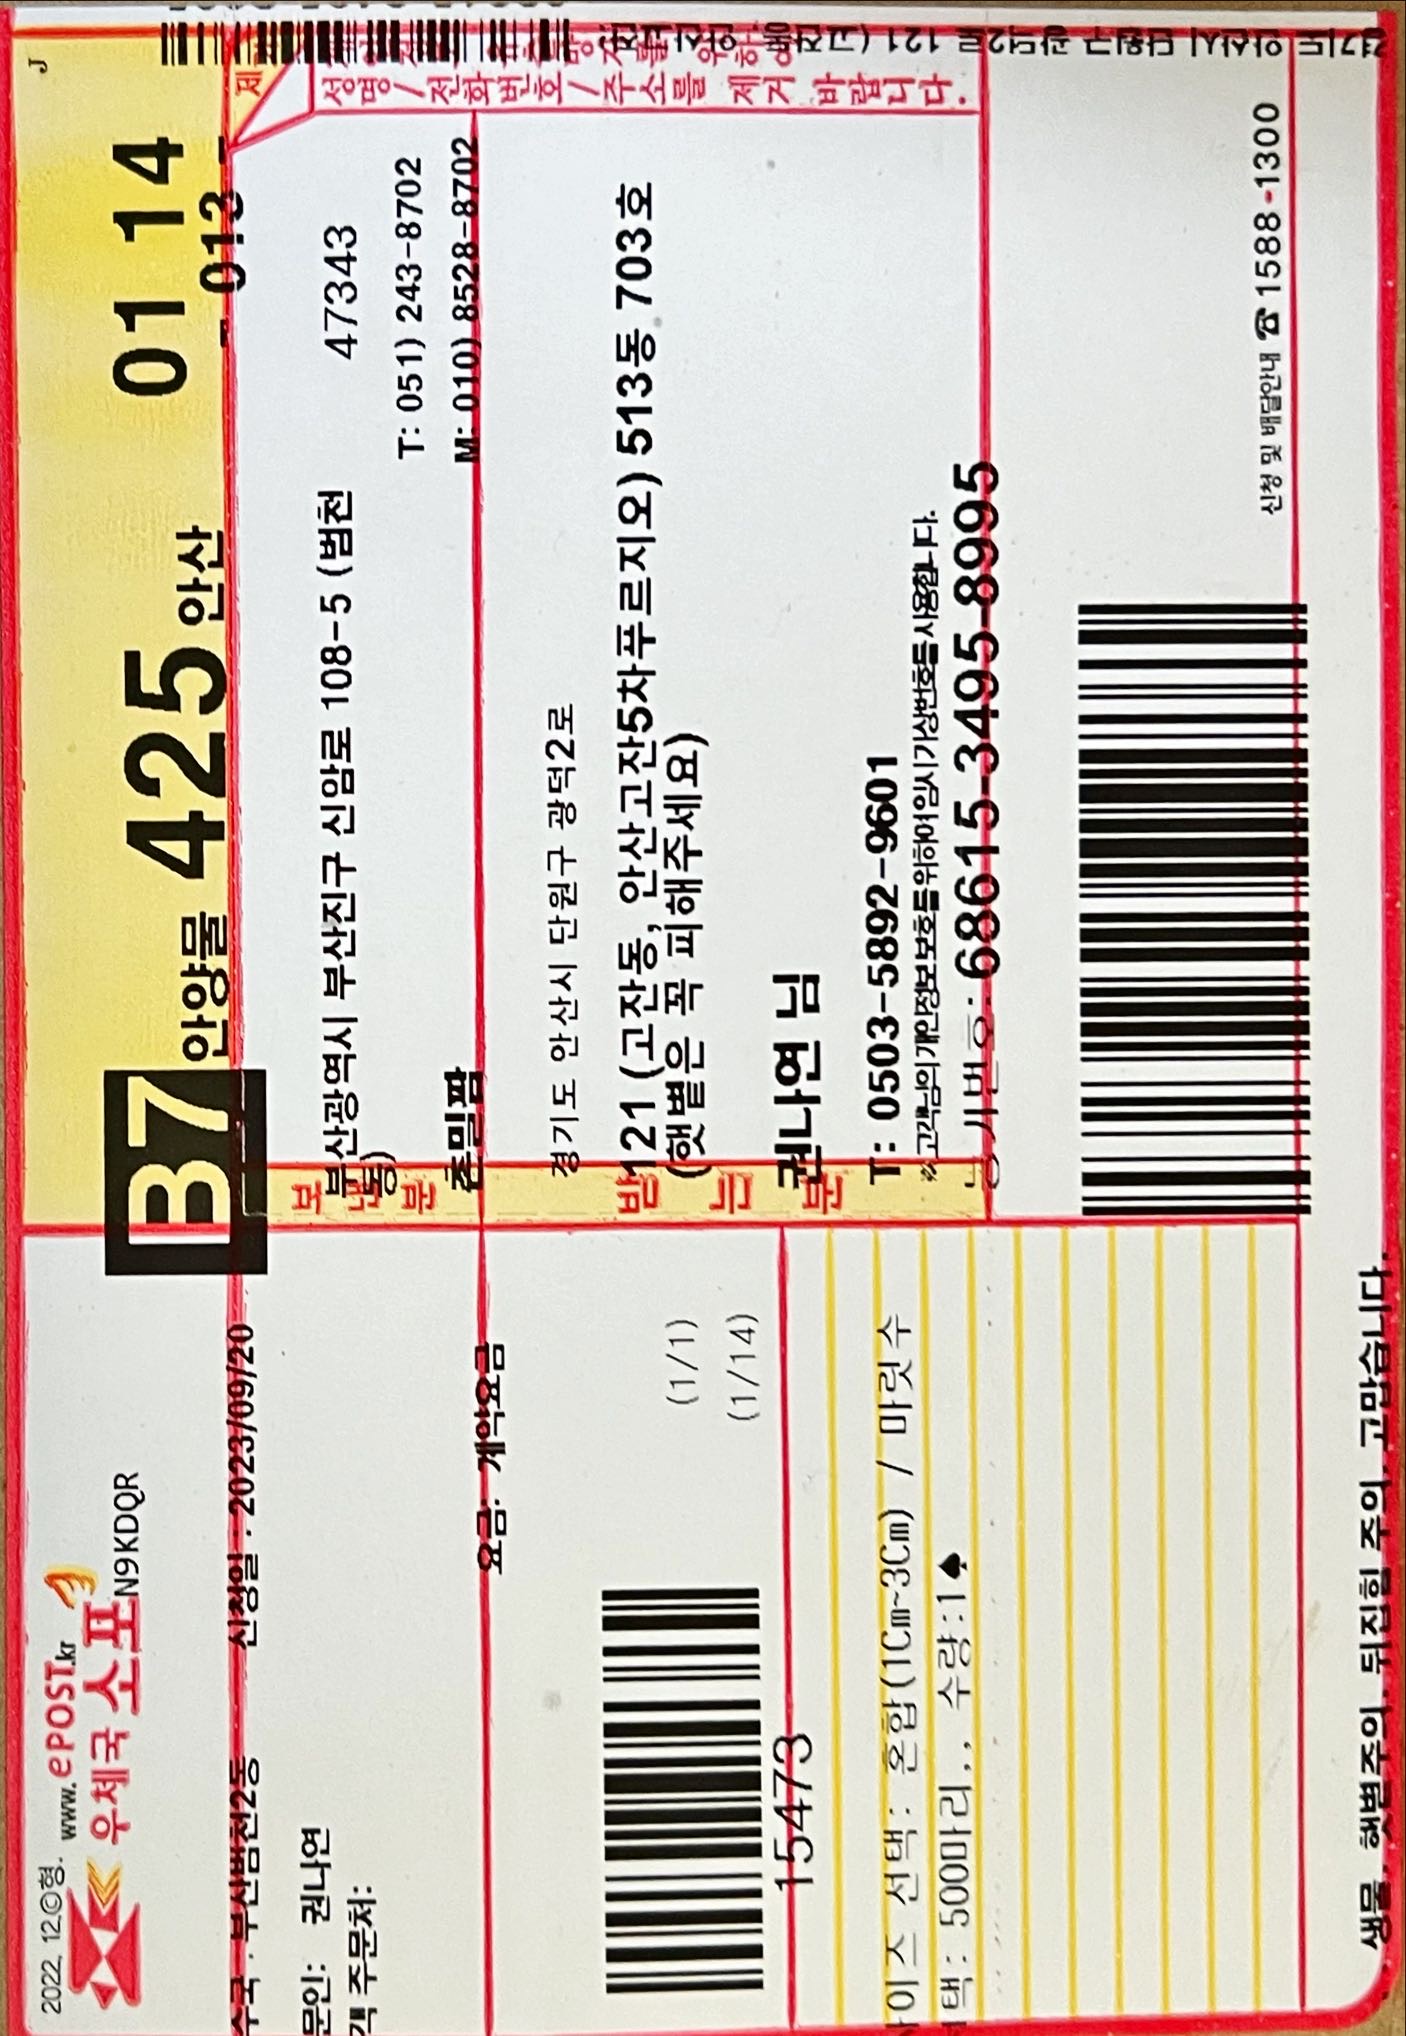 2022. 12.ⓒ형.
www.ePOST.kr
우체국 소포
N9KDQR
J
B7 안양물 425 안산
01 14
- 013 -
수국 : 부산범천2동 신청일 : 2023/09/20
문인: 권나연
객 주문처:
요금: 계약요금
(1/1)
(1/14)
15473
사이즈 선택: 혼합(1Cm~3Cm) / 마릿수
택: 500마리,, 수량:1♠
보내는분
부산광역시 부산진구 신암로 108-5 (범천
동)
47343
T: 051) 243-8702
M: 010) 8528-8702
촌밀팜
받는분
경기도 안산시 단원구 광덕2로
121 (고잔동, 안산고잔5차푸르지오) 513동 703호
(햇볕은 꼭 피해주세요)
권나연 님
T: 0503-5892-9601
※고객님의 개인정보 보호를 위하여 임시 가상번호를 사용합니다.
등기번호: 68615-3495-8995
신청 및 배달안내 ☎ 1588-1300
생물. 햇볕주의. 뒤집힘 주의. 고맙습니다.
성명/전화번호/주소를 제거 바랍니다.
경기도 안산시 단원구 광덕2로 121 (고잔동, 안산고잔